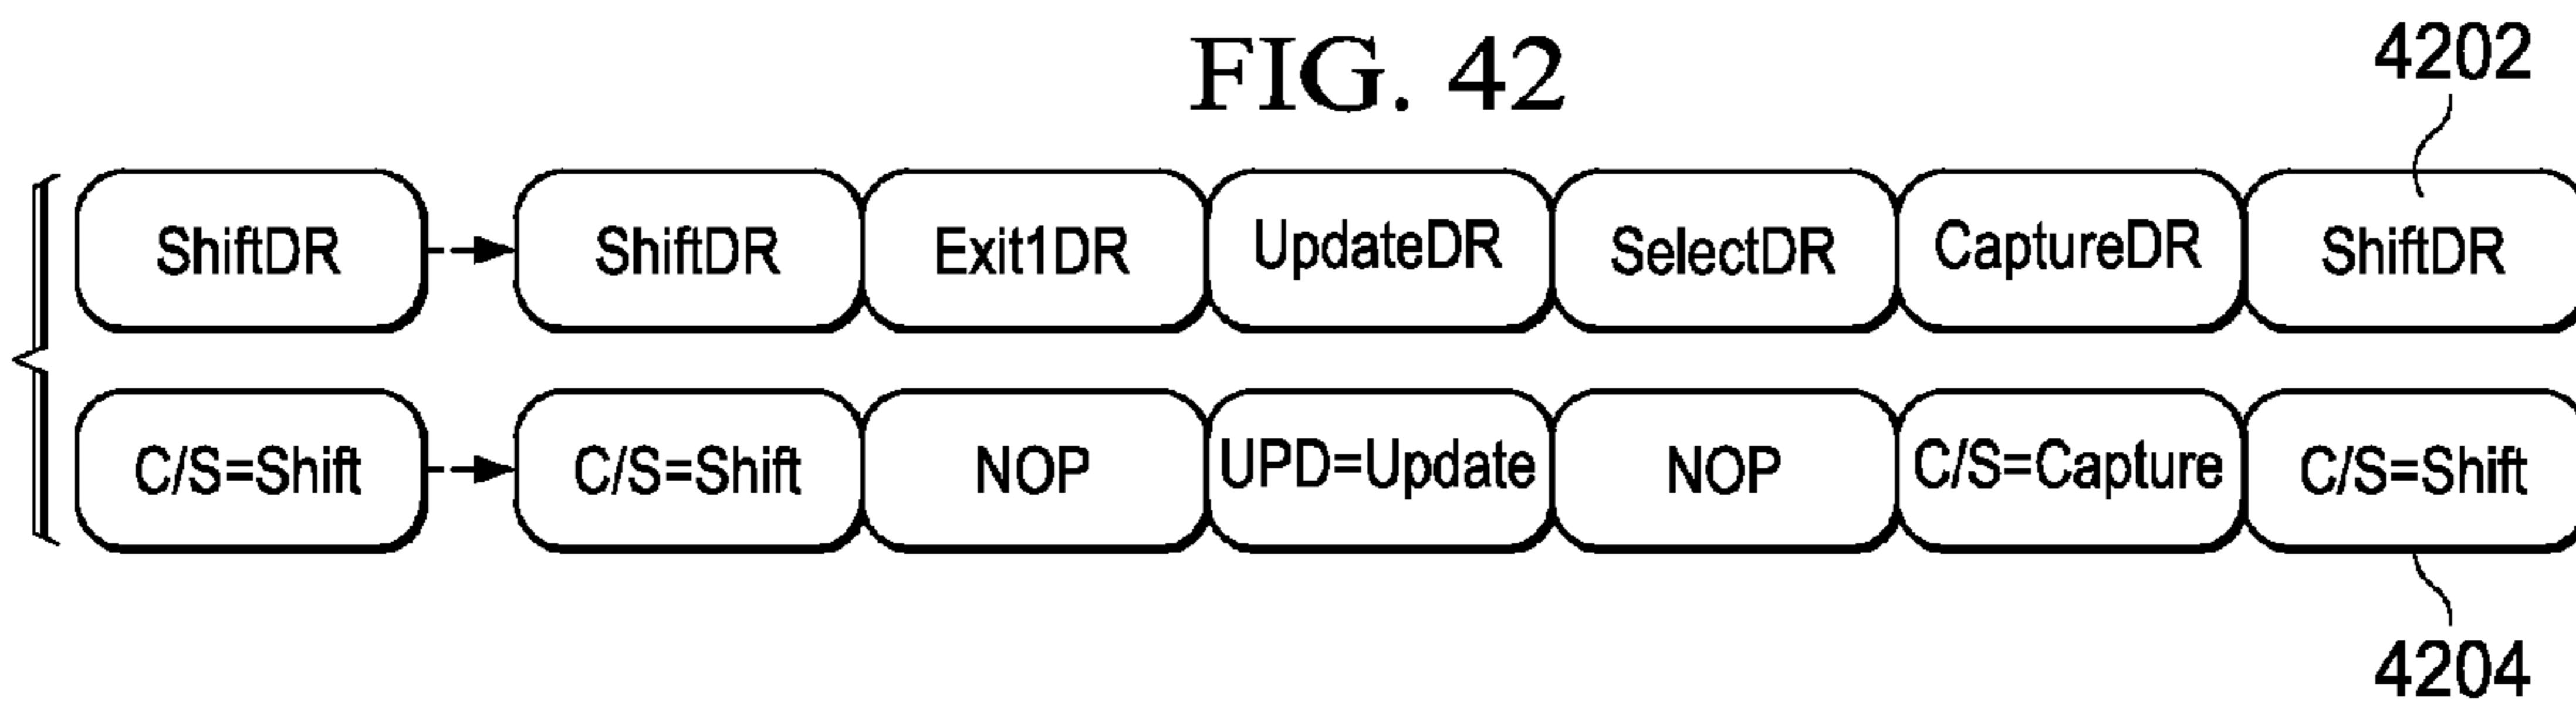 FIG. 42
4202
ShiftDR ShiftDR Exit1DR UpdateDR SelectDR CaptureDR ShiftDR
C/S=Shift C/S=Shift NOP UPD=Update NOP C/S=Capture C/S=Shift
4204